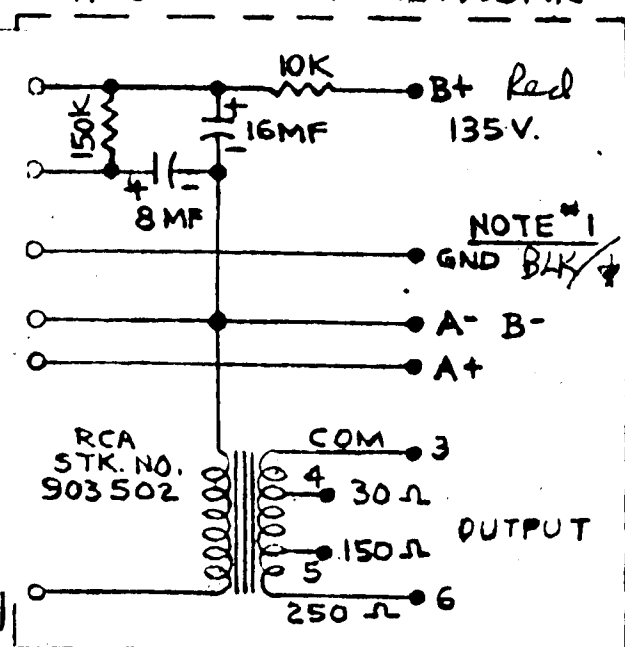 10K
B+ Red
135 V.
150K
+
16MF
-
+ -
8 MF
NOTE #1
GND BLK/
A- B-
A+
RCA
STK. NO.
903502
COM 3
4
30 Ω
OUTPUT
150 Ω
5
250 Ω 6